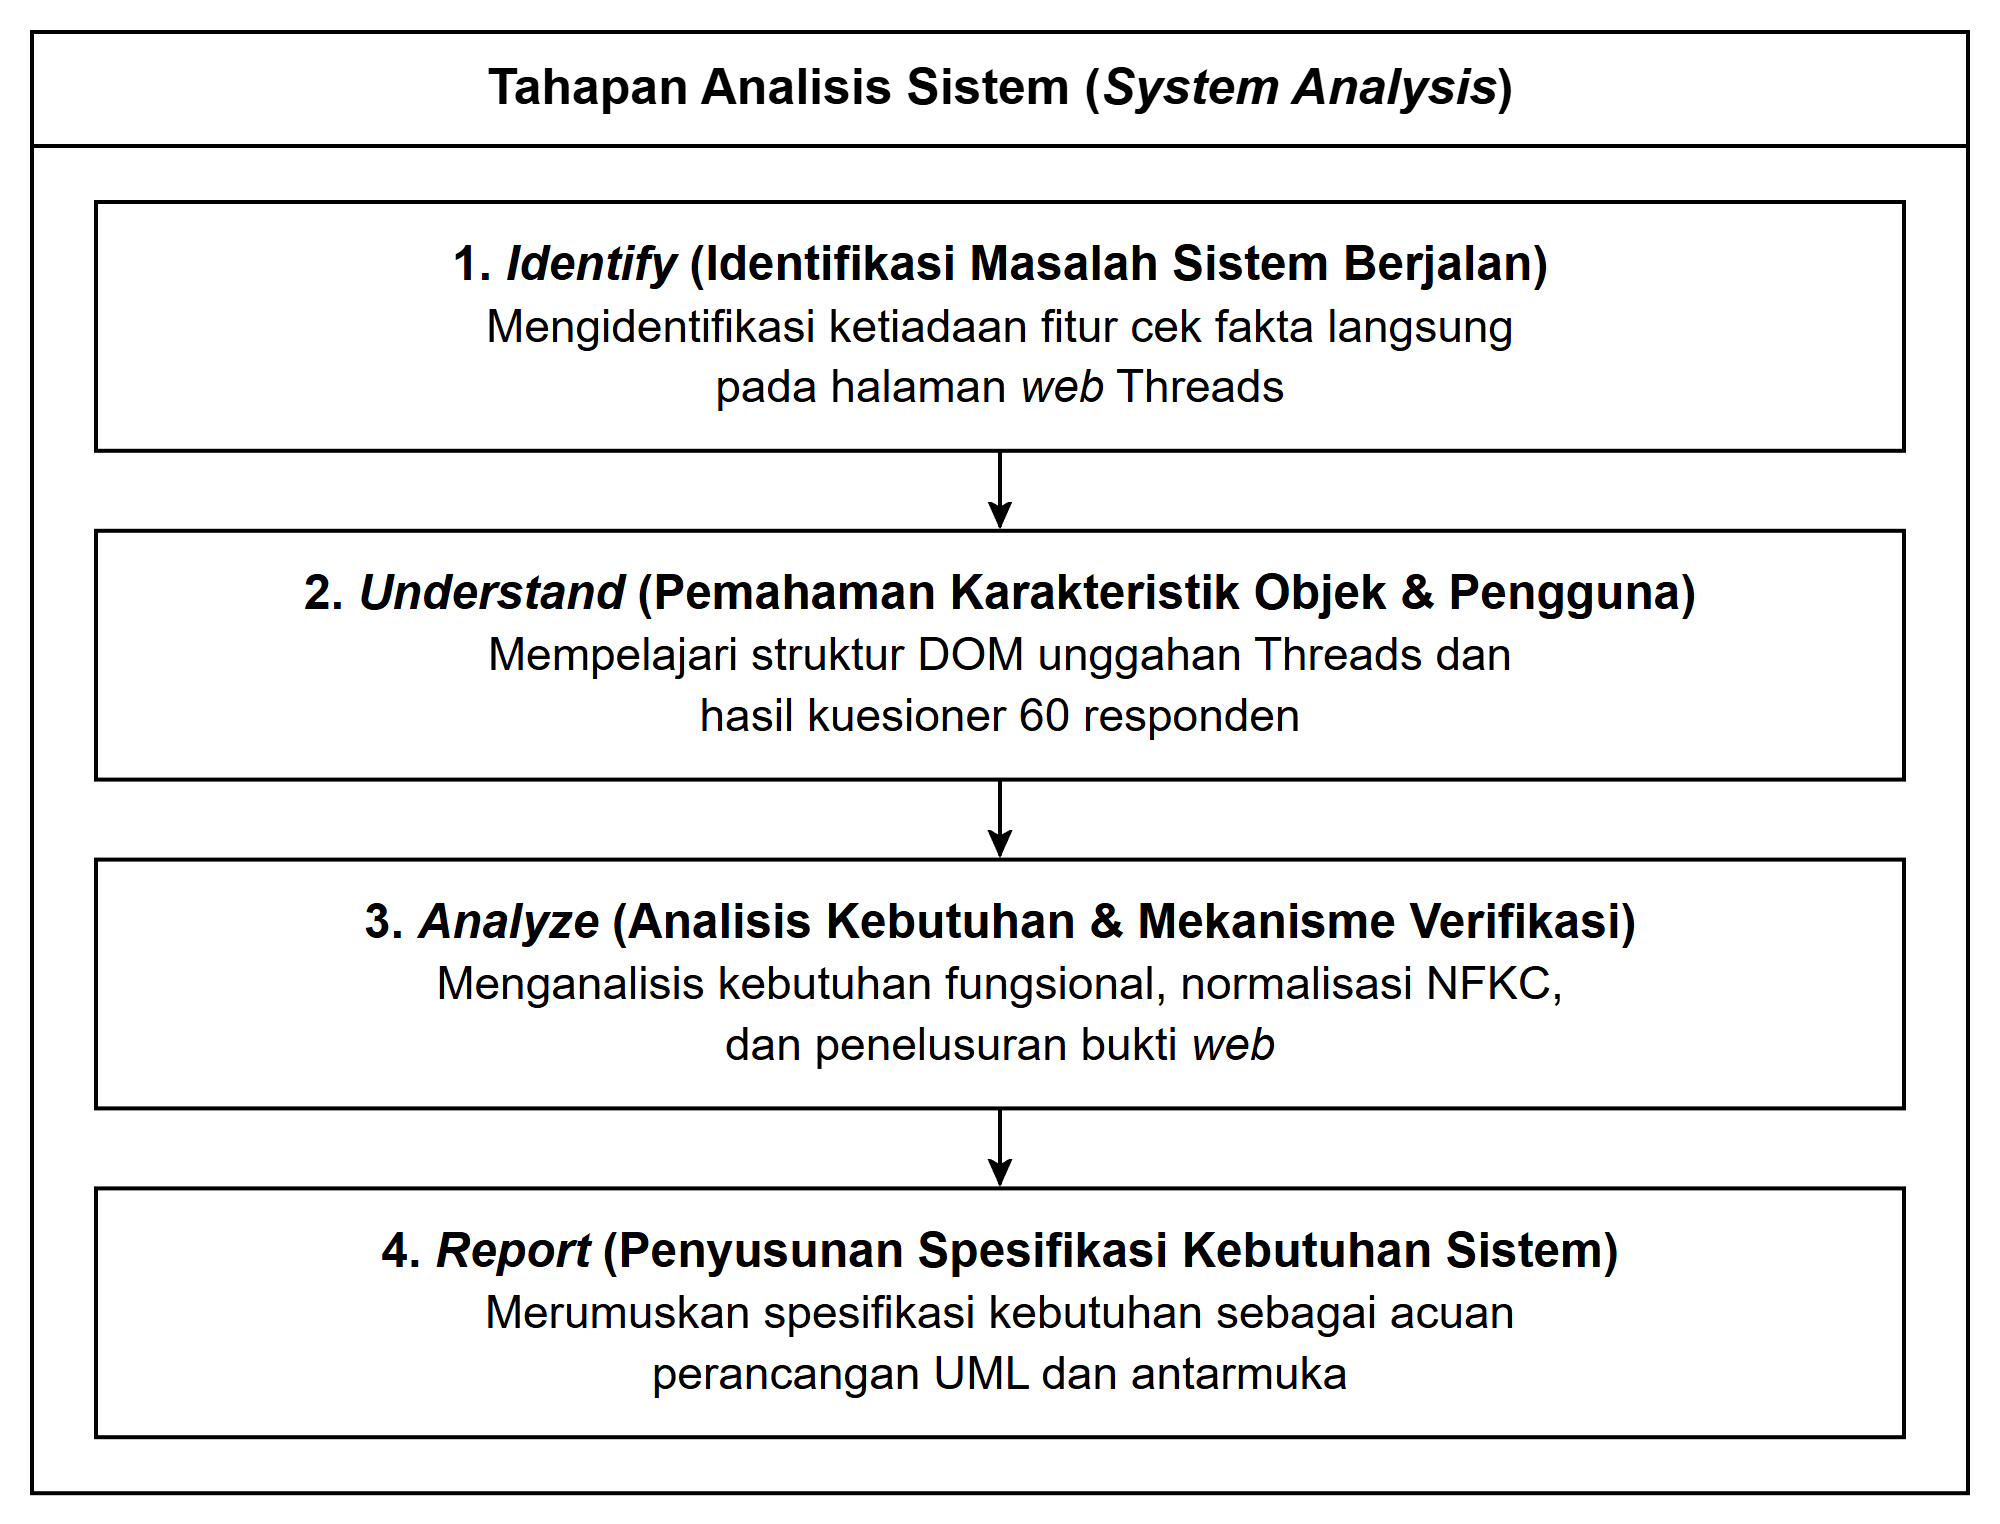 Tahapan Analisis Sistem (System Analysis)
1. Identify (Identifikasi Masalah Sistem Berjalan)
Mengidentifikasi ketiadaan fitur cek fakta langsung
pada halaman web Threads
2. Understand (Pemahaman Karakteristik Objek & Pengguna)
Mempelajari struktur DOM unggahan Threads dan
hasil kuesioner 60 responden
3. Analyze (Analisis Kebutuhan & Mekanisme Verifikasi)
Menganalisis kebutuhan fungsional, normalisasi NFKC,
dan penelusuran bukti web
4. Report (Penyusunan Spesifikasi Kebutuhan Sistem)
Merumuskan spesifikasi kebutuhan sebagai acuan
perancangan UML dan antarmuka